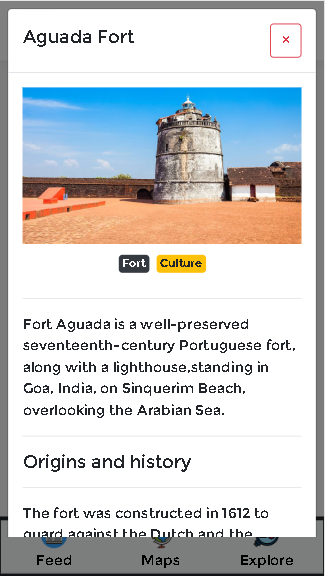 Aguada Fort
×
Fort Culture
Fort Aguada is a well-preserved
seventeenth-century Portuguese fort,
along with a lighthouse,standing in
Goa, India, on Sinquerim Beach,
overlooking the Arabian Sea.
Origins and history
The fort was constructed in 1612 to
guard against the Dutch and the
Feed Maps Explore